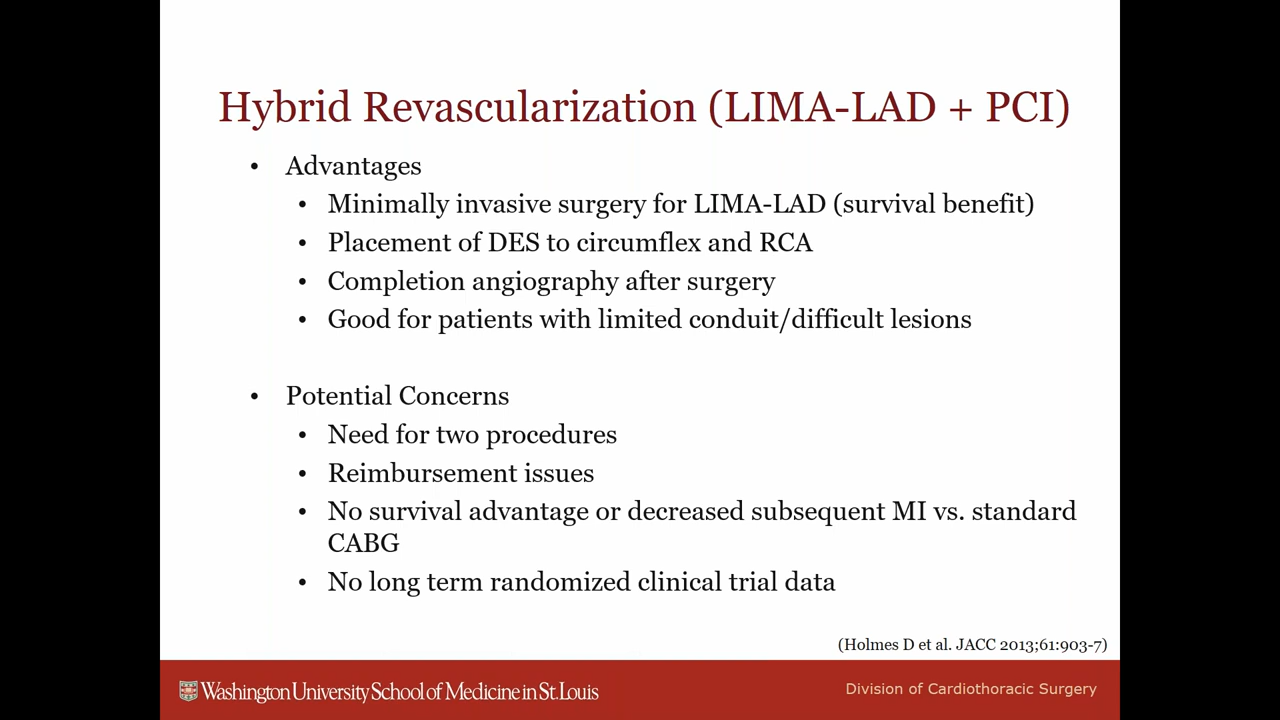 Hybrid Revascularization (LIMA-LAD + PCI)
• Advantages
• Minimally invasive surgery for LIMA-LAD (survival benefit)
• Placement of DES to circumflex and RCA
• Completion angiography after surgery
• Good for patients with limited conduit/difficult lesions
• Potential Concerns
• Need for two procedures
• Reimbursement issues
• No survival advantage or decreased subsequent MI vs. standard
CABG
• No long term randomized clinical trial data
(Holmes D et al. JACC 2013;61:903-7)
Washington University School of Medicine in St. Louis
Division of Cardiothoracic Surgery